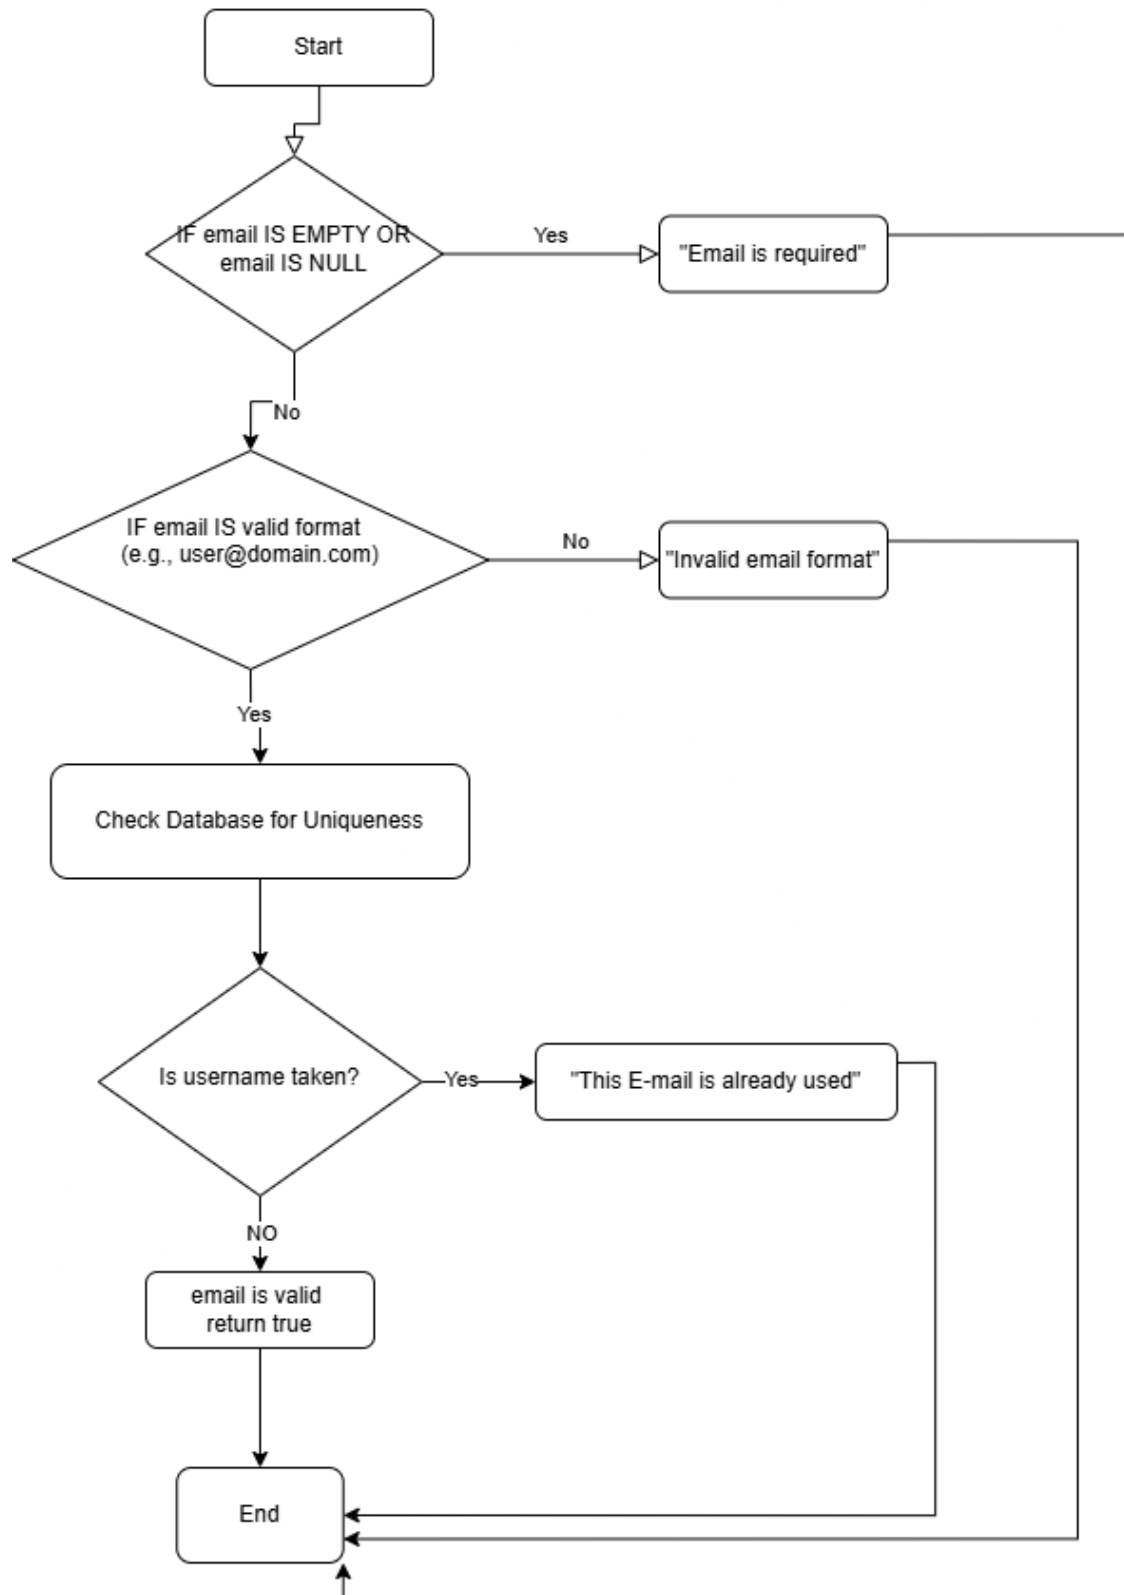 Start
IF email IS EMPTY OR
email IS NULL
Yes
"Email is required"
No
IF email IS valid format
(e.g., user@domain.com)
No
"Invalid email format"
Yes
Check Database for Uniqueness
Is username taken?
Yes
"This E-mail is already used"
NO
email is valid
return true
End